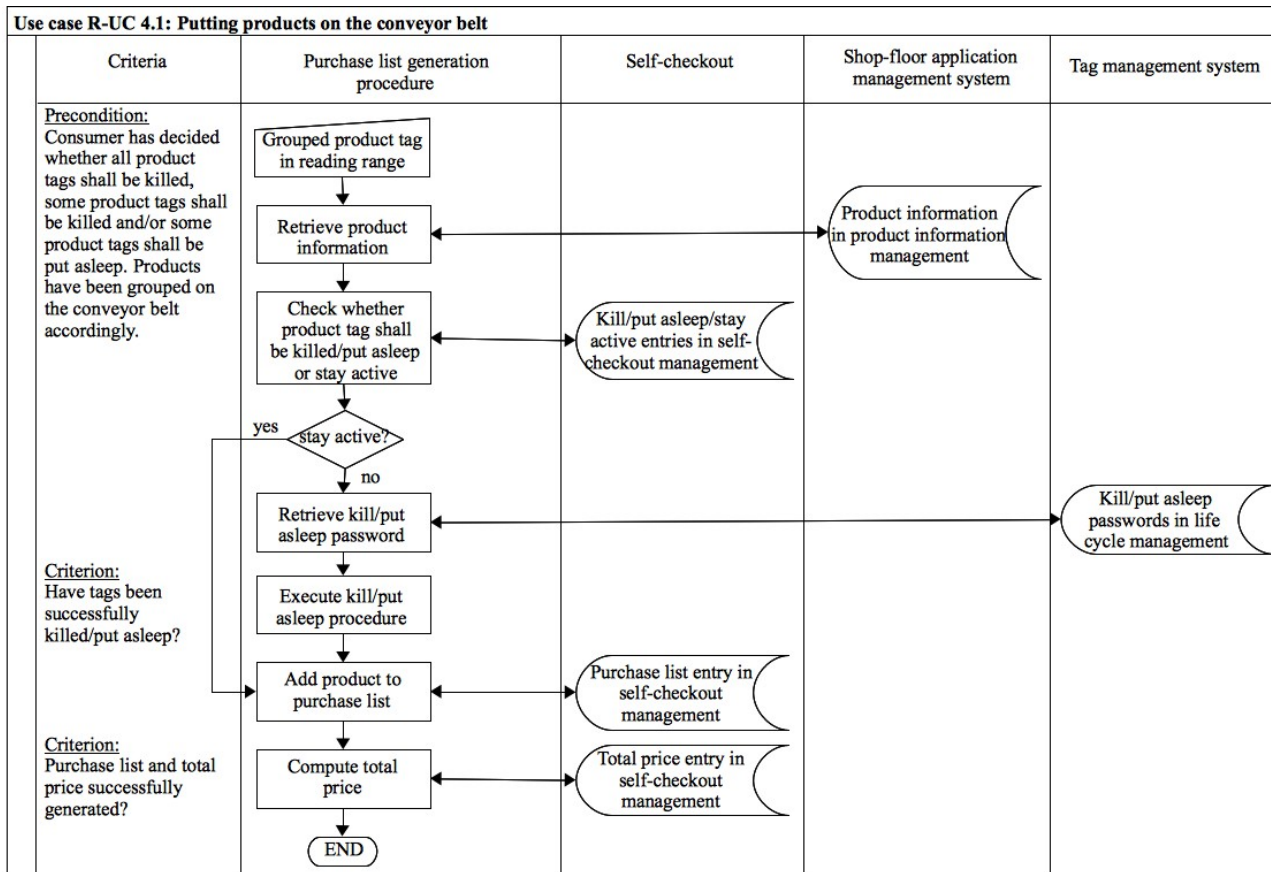 Use case R-UC 4.1: Putting products on the conveyor belt
Criteria
Purchase list generation
procedure
Self-checkout
Shop-floor application
management system
Tag management system
Precondition:
Consumer has decided
whether all product
tags shall be killed,
some product tags shall
be killed and/or some
product tags shall be
put asleep. Products
have been grouped on
the conveyor belt
accordingly.
Grouped product tag
in reading range
Retrieve product
information
Product information
in product information
management
Check whether
product tag shall
be killed/put asleep
or stay active
Kill/put asleep/stay
active entries in self-
checkout management
yes
stay active?
no
Retrieve kill/put
asleep password
Kill/put asleep
passwords in life
cycle management
Criterion:
Have tags been
successfully
killed/put asleep?
Execute kill/put
asleep procedure
Add product to
purchase list
Purchase list entry in
self-checkout
management
Criterion:
Purchase list and total
price successfully
generated?
Compute total
price
Total price entry in
self-checkout
management
END